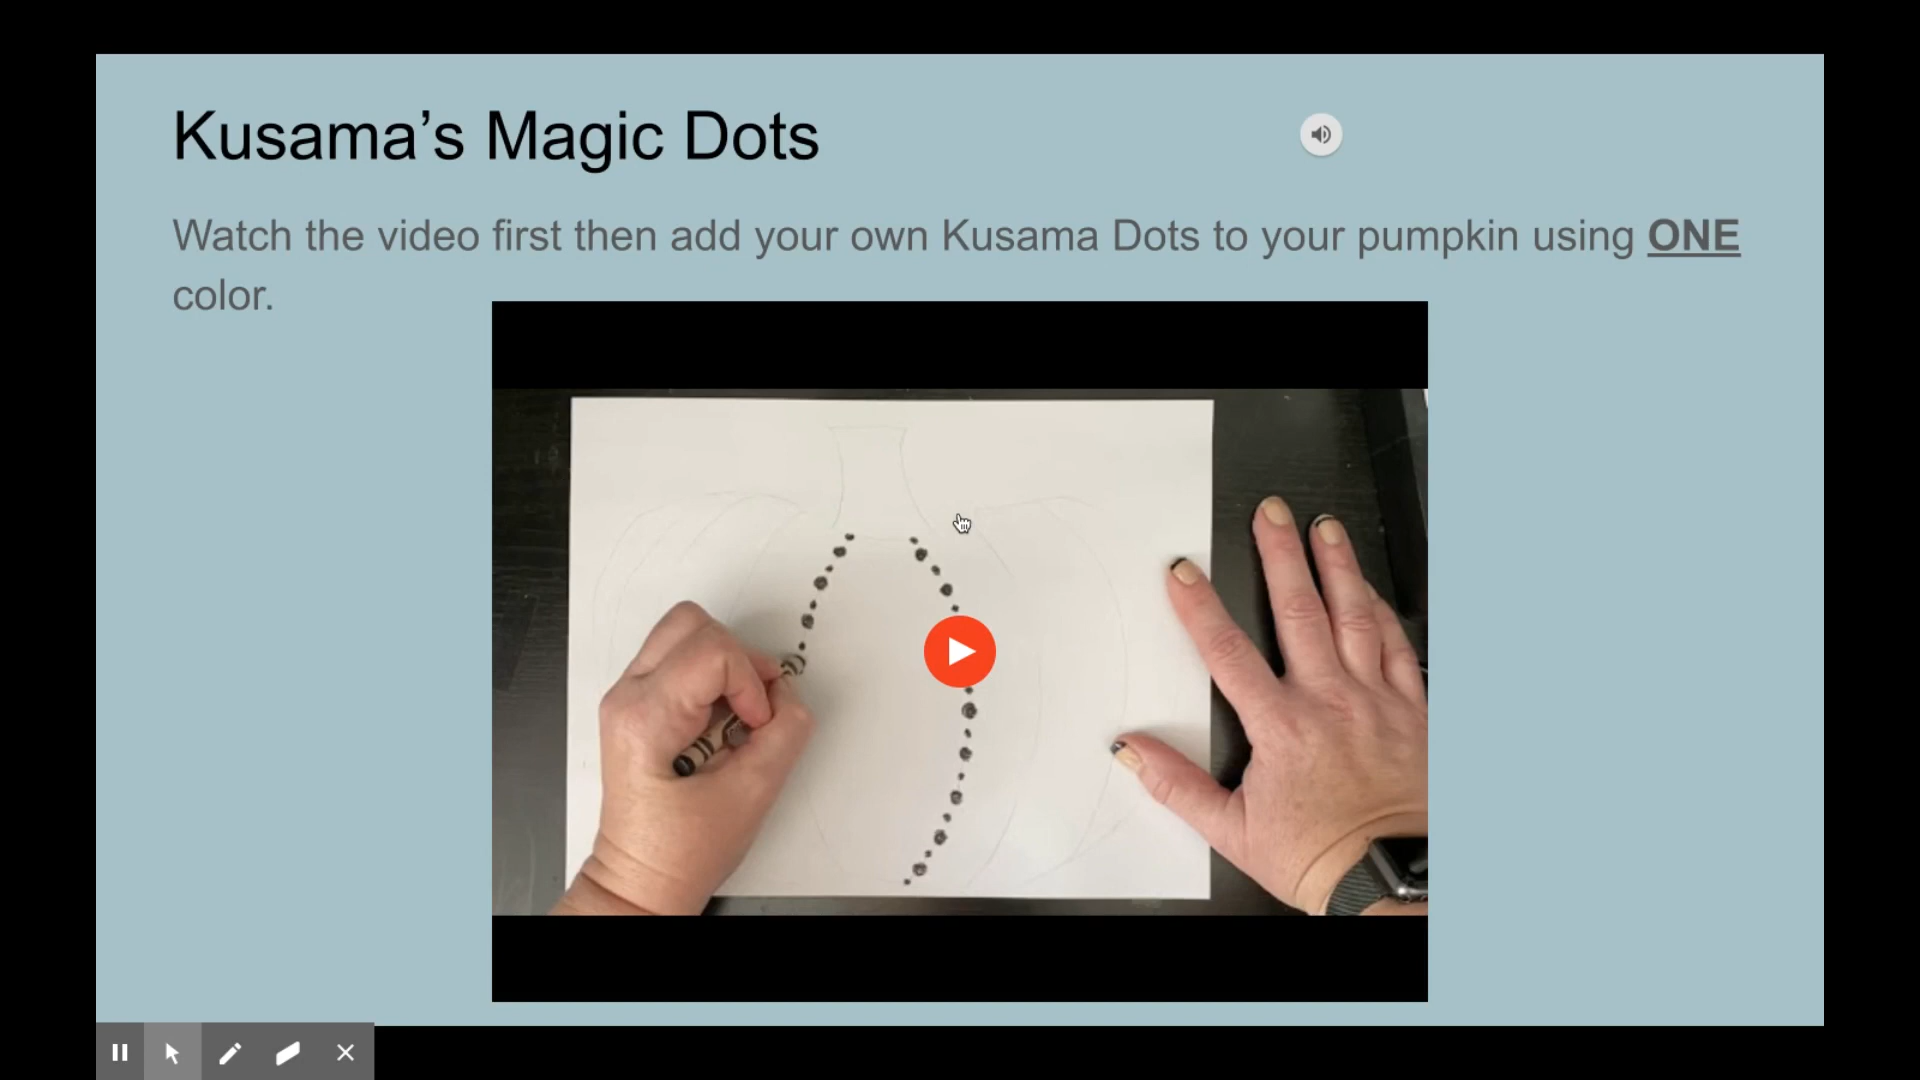 Kusama’s Magic Dots
Watch the video first then add your own Kusama Dots to your pumpkin using ONE
color.